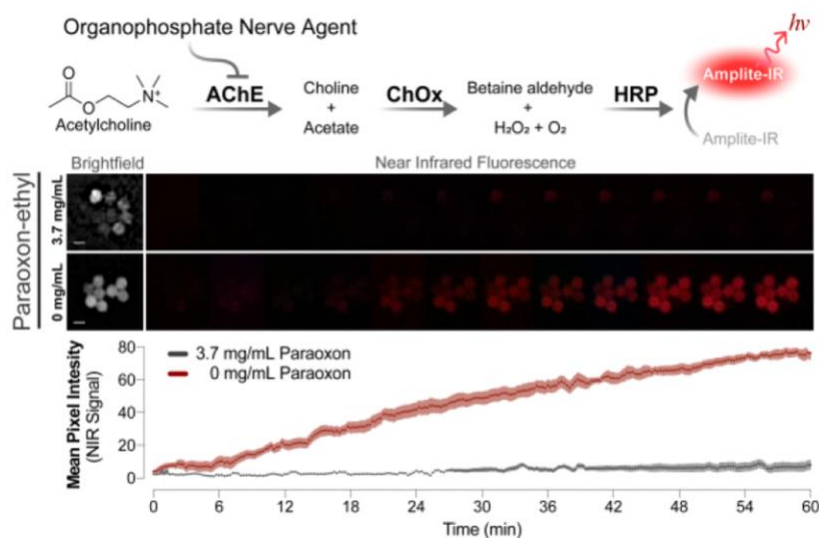 Organophosphate Nerve Agent
hν
O
O
N⁺
Acetylcholine
AChE
Choline
+
Acetate
ChOx
Betaine aldehyde
+
H₂O₂ + O₂
HRP
Amplite-IR
Amplite-IR
Brightfield
Near Infrared Fluorescence
Paraoxon-ethyl
3.7 mg/mL
0 mg/mL
Mean Pixel Intesity
(NIR Signal)
80
60
40
20
0
3.7 mg/mL Paraoxon
0 mg/mL Paraoxon
0 6 12 18 24 30 36 42 48 54 60
Time (min)